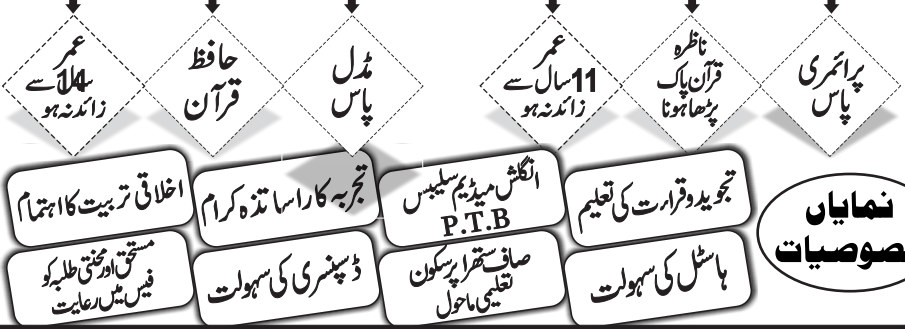 پرائمری
پاس
ناظرہ
قرآن پاک
پڑھا ہونا
عمر
11 سال سے
زائد نہ ہو
مڈل
پاس
حافظ
قرآن
عمر
14 سال سے
زائد نہ ہو
نمایاں
صوصیات
تجوید و قراءت کی تعلیم
انگلش میڈیم سلیبس
P.T.B
تجربہ کار اساتذہ کرام
اخلاقی تربیت کا اہتمام
ہاسٹل کی سہولت
صاف ستھرا پرسکون
تعلیمی ماحول
ڈسپنسری کی سہولت
مستحق اور محنتی طلبہ کو
فیس میں رعایت